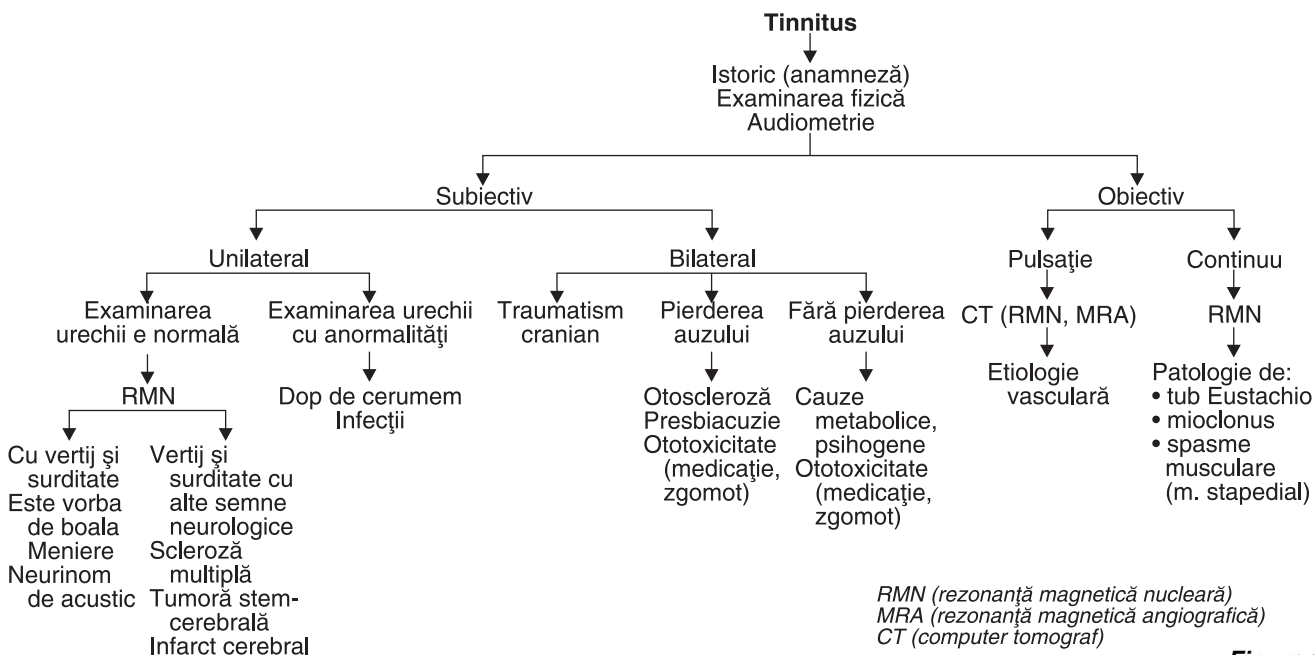 Tinnitus
Istoric (anamneză)
Examinarea fizică
Audiometrie
Subiectiv
Obiectiv
Unilateral
Bilateral
Pulsaţie
Continuu
Examinarea
urechii e normală
Examinarea urechii
cu anormalităţi
Traumatism
cranian
Pierderea
auzului
Fără pierderea
auzului
CT (RMN, MRA)
RMN
RMN
Dop de cerumem
Infecţii
Otoscleroză
Presbiacuzie
Ototoxicitate
(medicaţie,
zgomot)
Cauze
metabolice,
psihogene
Ototoxicitate
(medicaţie,
zgomot)
Etiologie
vasculară
Patologie de:
• tub Eustachio
• mioclonus
• spasme
musculare
(m. stapedial)
Cu vertij şi
surditate
Este vorba
de boala
Meniere
Neurinom
de acustic
Vertij şi
surditate cu
alte semne
neurologice
Scleroză
multiplă
Tumoră stem-
cerebrală
Infarct cerebral
RMN (rezonanţă magnetică nucleară)
MRA (rezonanţă magnetică angiografică)
CT (computer tomograf)